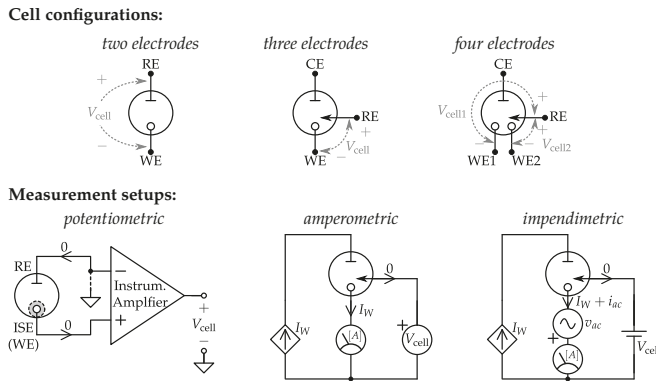 Cell configurations:
two electrodes
three electrodes
four electrodes
RE
CE
CE
+
V_cell
−
WE
RE
+
−
V_cell
WE
V_cell1
+
RE
+
−
−
V_cell2
WE1 WE2
Measurement setups:
potentiometric
amperometric
impendimetric
RE
0
−
Instrum.
Amplfier
+
0
ISE
(WE)
+
V_cell
−
0
I_W
I_W
[A]
+
V_cell
0
I_W + i_ac
I_W
v_ac
+
[A]
V_cell